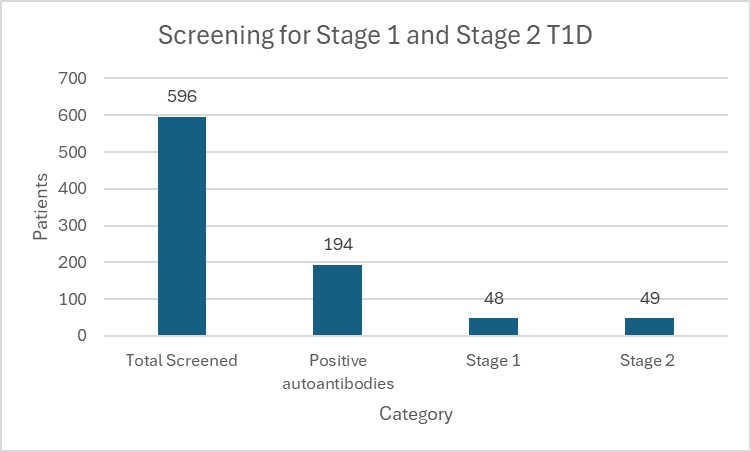 Screening for Stage 1 and Stage 2 T1D
700
600
500
400
300
200
100
0
Patients
596
194
48
49
Total Screened
Positive
autoantibodies
Stage 1
Stage 2
Category